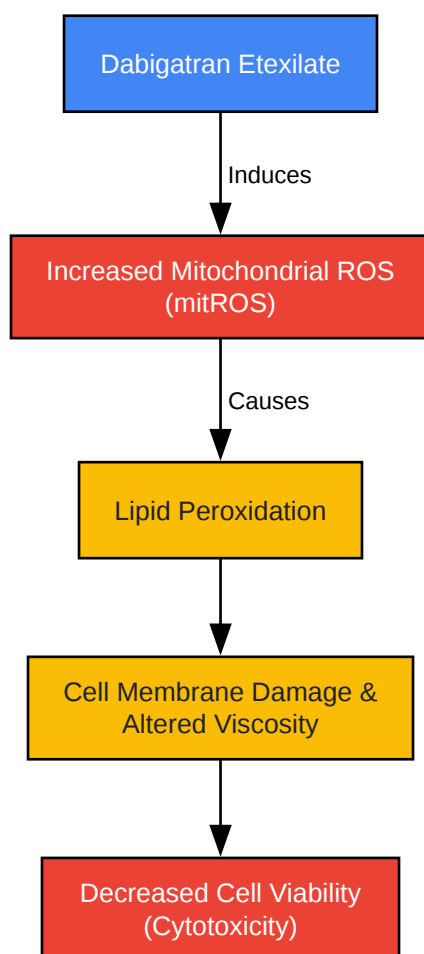 Dabigatran Etexilate
Induces
Increased Mitochondrial ROS
(mitROS)
Causes
Lipid Peroxidation
Cell Membrane Damage &
Altered Viscosity
Decreased Cell Viability
(Cytotoxicity)